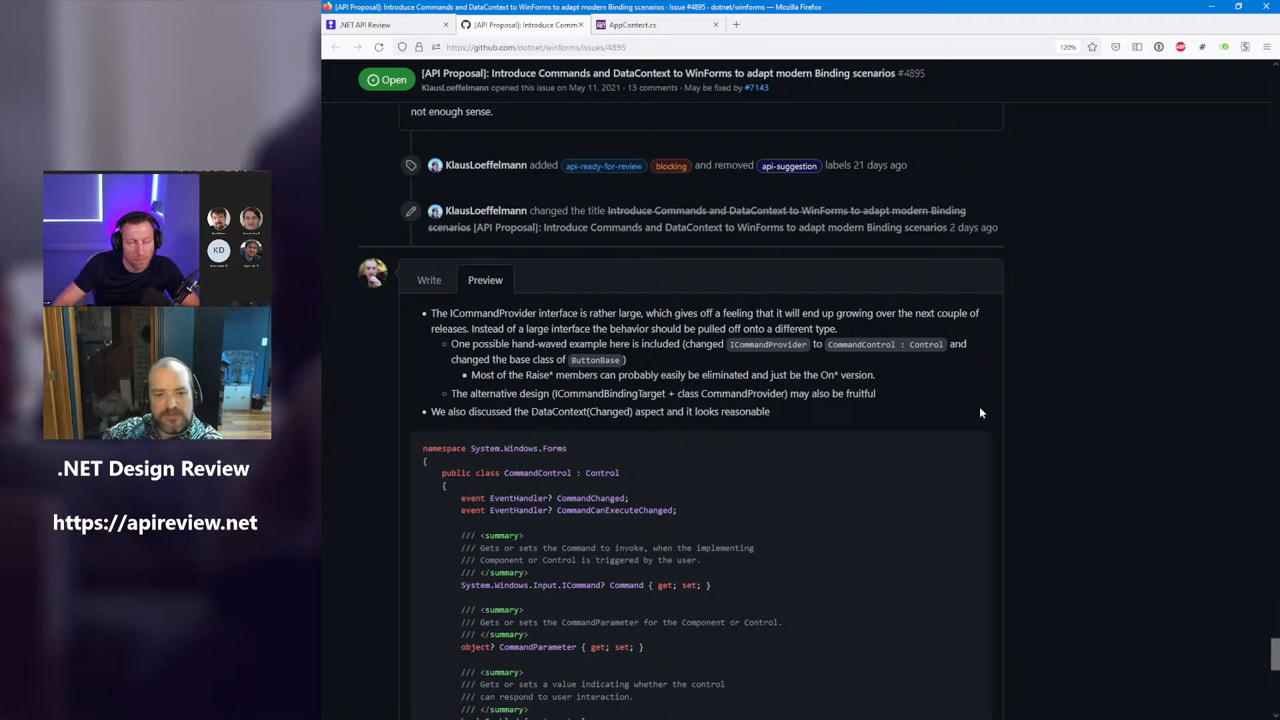 [API Proposal]: Introduce Commands and DataContext to WinForms to adapt modern Binding scenarios · Issue #4895 · dotnet/winforms — Mozilla Firefox
.NET API Review
[API Proposal]: Introduce Comm
AppContext.cs
https://github.com/dotnet/winforms/issues/4895
120%
Open
[API Proposal]: Introduce Commands and DataContext to WinForms to adapt modern Binding scenarios #4895
KlausLoeffelmann opened this issue on May 11, 2021 · 13 comments · May be fixed by #7143
not enough sense.
KlausLoeffelmann added api-ready-for-review blocking and removed api-suggestion labels 21 days ago
KlausLoeffelmann changed the title Introduce Commands and DataContext to WinForms to adapt modern Binding
scenarios [API Proposal]: Introduce Commands and DataContext to WinForms to adapt modern Binding scenarios 2 days ago
Write
Preview
• The ICommandProvider interface is rather large, which gives off a feeling that it will end up growing over the next couple of
releases. Instead of a large interface the behavior should be pulled off onto a different type.
One possible hand-waved example here is included (changed ICommandProvider to CommandControl : Control and
changed the base class of ButtonBase)
Most of the Raise* members can probably easily be eliminated and just be the On* version.
The alternative design (ICommandBindingTarget + class CommandProvider) may also be fruitful
• We also discussed the DataContext(Changed) aspect and it looks reasonable
namespace System.Windows.Forms
{
public class CommandControl : Control
{
event EventHandler? CommandChanged;
event EventHandler? CommandCanExecuteChanged;
/// <summary>
/// Gets or sets the Command to invoke, when the implementing
/// Component or Control is triggered by the user.
/// </summary>
System.Windows.Input.ICommand? Command { get; set; }
/// <summary>
/// Gets or sets the CommandParameter for the Component or Control.
/// </summary>
object? CommandParameter { get; set; }
/// <summary>
/// Gets or sets a value indicating whether the control
/// can respond to user interaction.
/// </summary>
KD
.NET Design Review
https://apireview.net